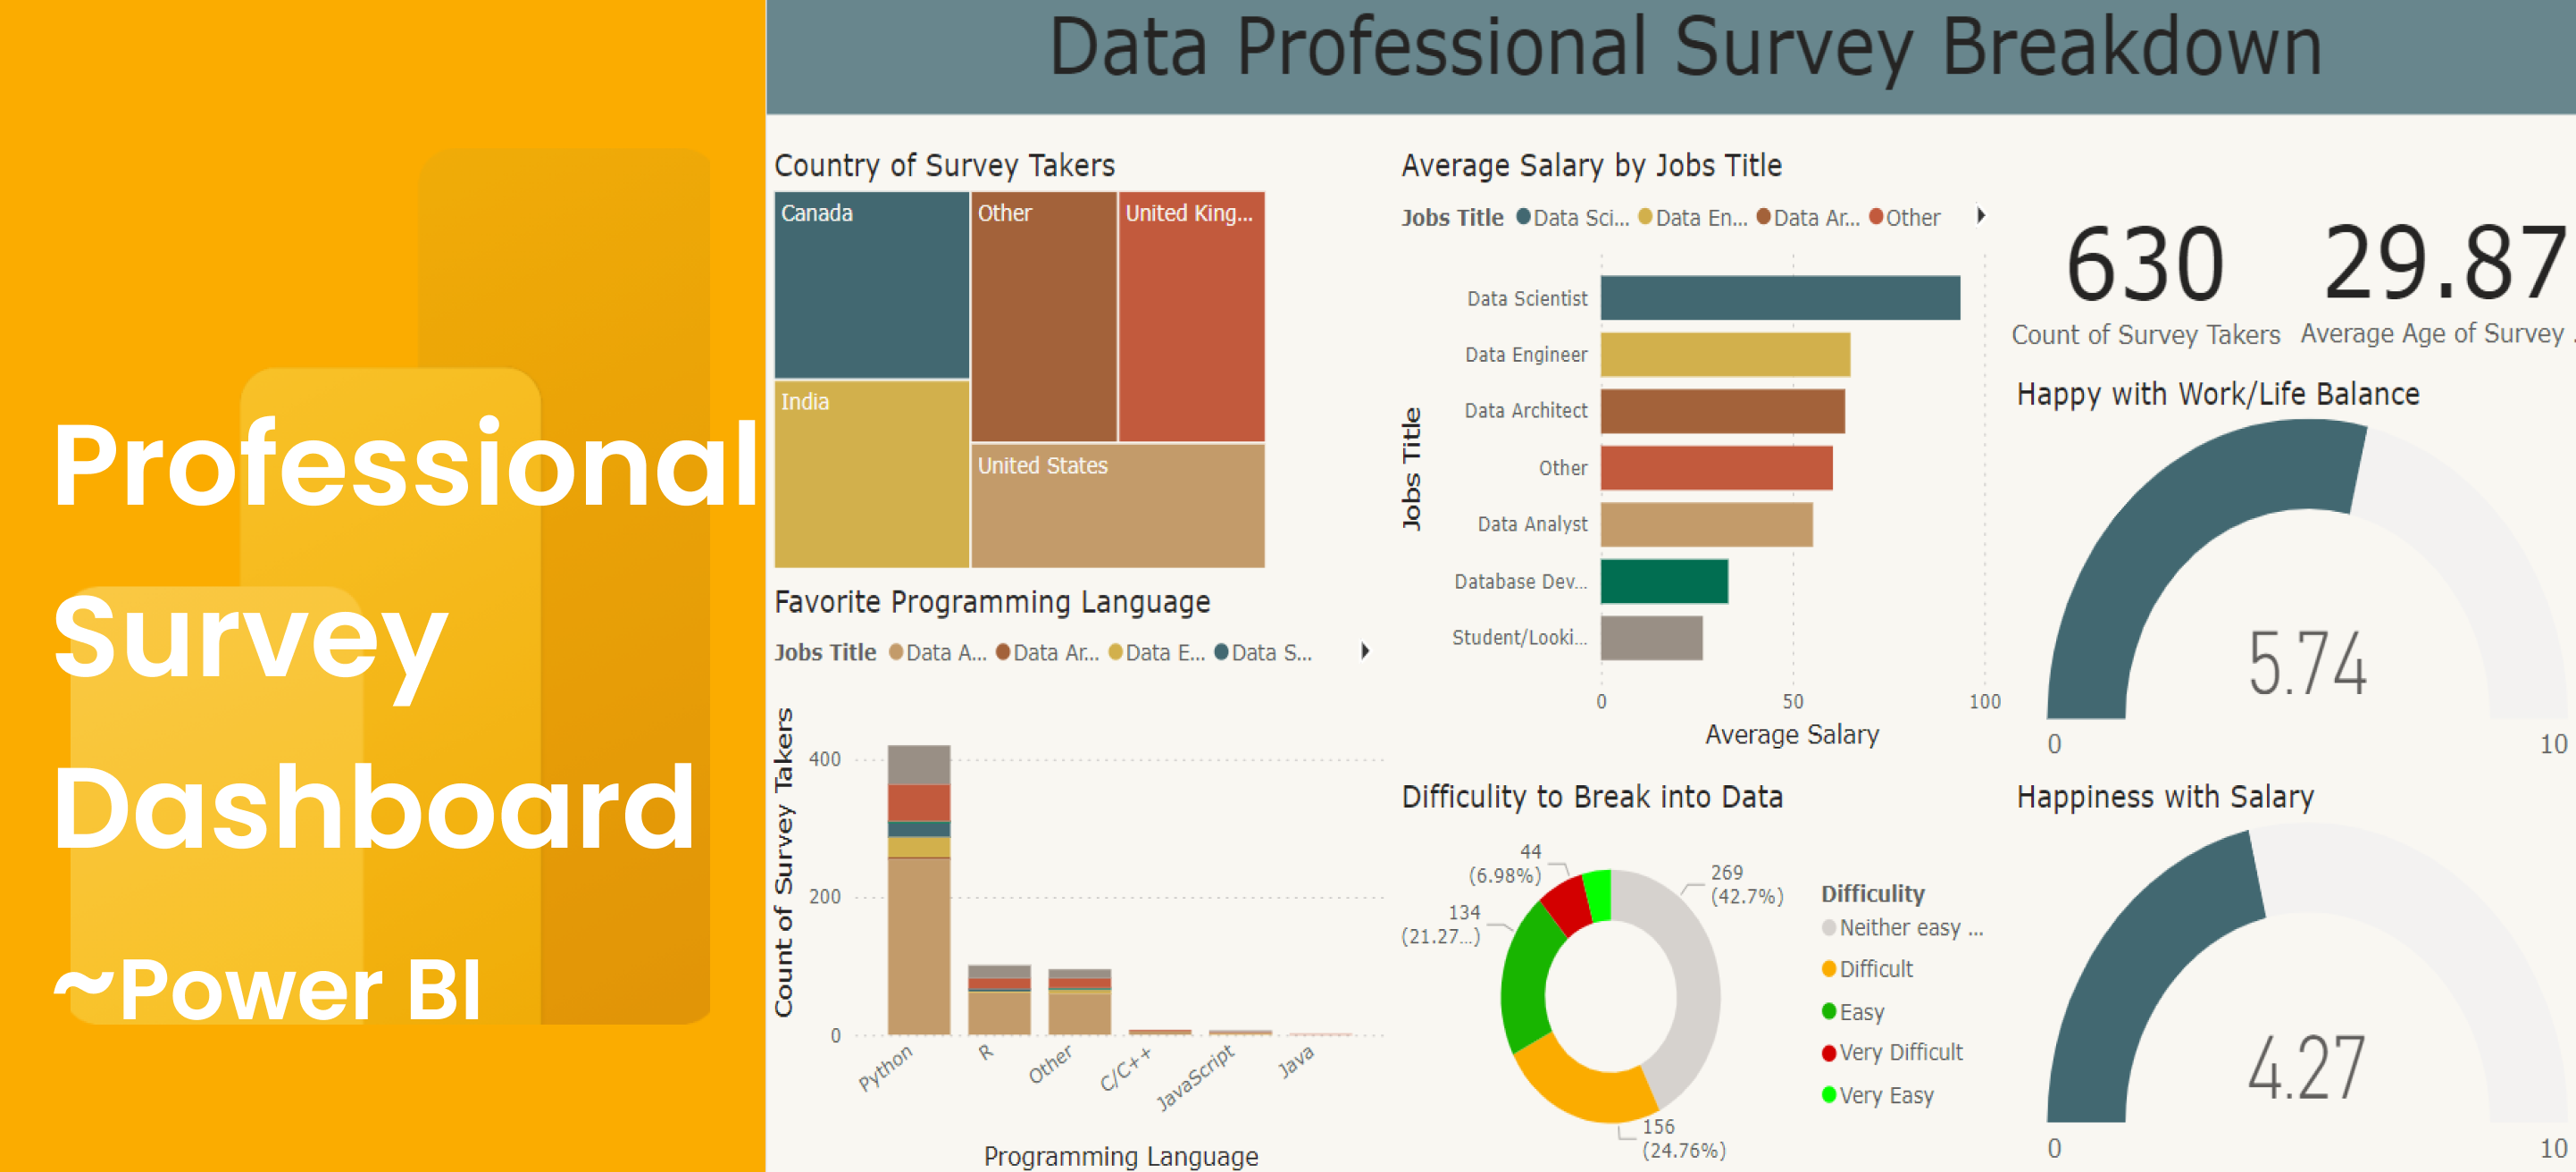 Professional
Survey
Dashboard
~Power BI
Data Professional Survey Breakdown
Country of Survey Takers
Canada
Other
United King...
India
United States
Favorite Programming Language
Jobs Title
Data A...
Data Ar...
Data E...
Data S...
Count of Survey Takers
400
200
0
Python
R
Other
C/C++
JavaScript
Java
Programming Language
Average Salary by Jobs Title
Jobs Title
Data Sci...
Data En...
Data Ar...
Other
Jobs Title
Data Scientist
Data Engineer
Data Architect
Other
Data Analyst
Database Dev...
Student/Looki...
0
50
100
Average Salary
Difficulity to Break into Data
44
(6.98%)
134
(21.27...)
269
(42.7%)
156
(24.76%)
Difficulity
Neither easy ...
Difficult
Easy
Very Difficult
Very Easy
630
Count of Survey Takers
29.87
Average Age of Survey .
Happy with Work/Life Balance
5.74
0
10
Happiness with Salary
4.27
0
10